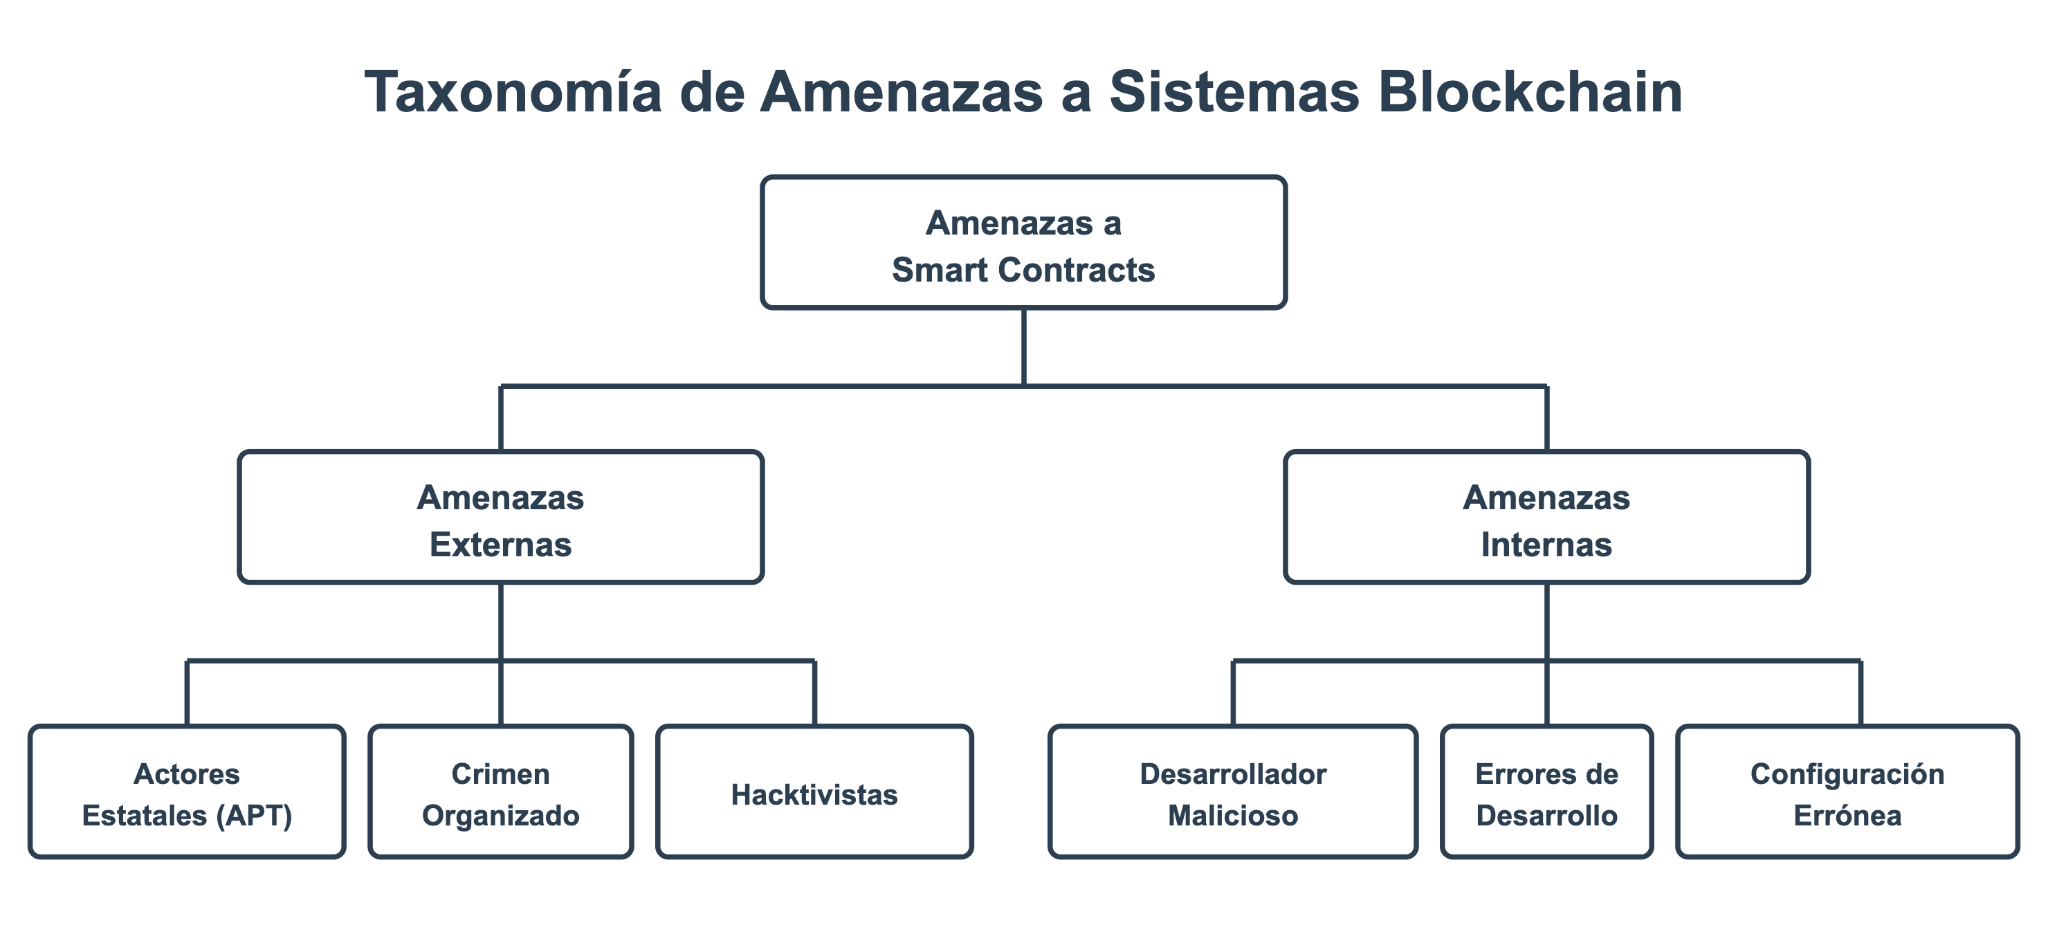 Taxonomía de Amenazas a Sistemas Blockchain
Amenazas a
Smart Contracts
Amenazas
Externas
Amenazas
Internas
Actores
Estatales (APT)
Crimen
Organizado
Hacktivistas
Desarrollador
Malicioso
Errores de
Desarrollo
Configuración
Errónea